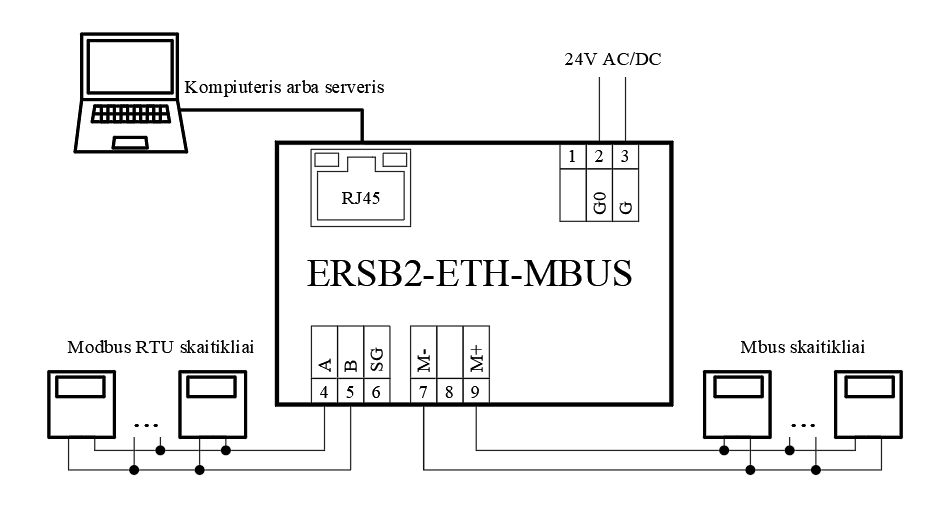 24V AC/DC
Kompiuteris arba serveris
1 2 3
RJ45
G0 G
ERSB2-ETH-MBUS
Modbus RTU skaitikliai
A B SG M- M+
Mbus skaitikliai
4 5 6 7 8 9
...
...